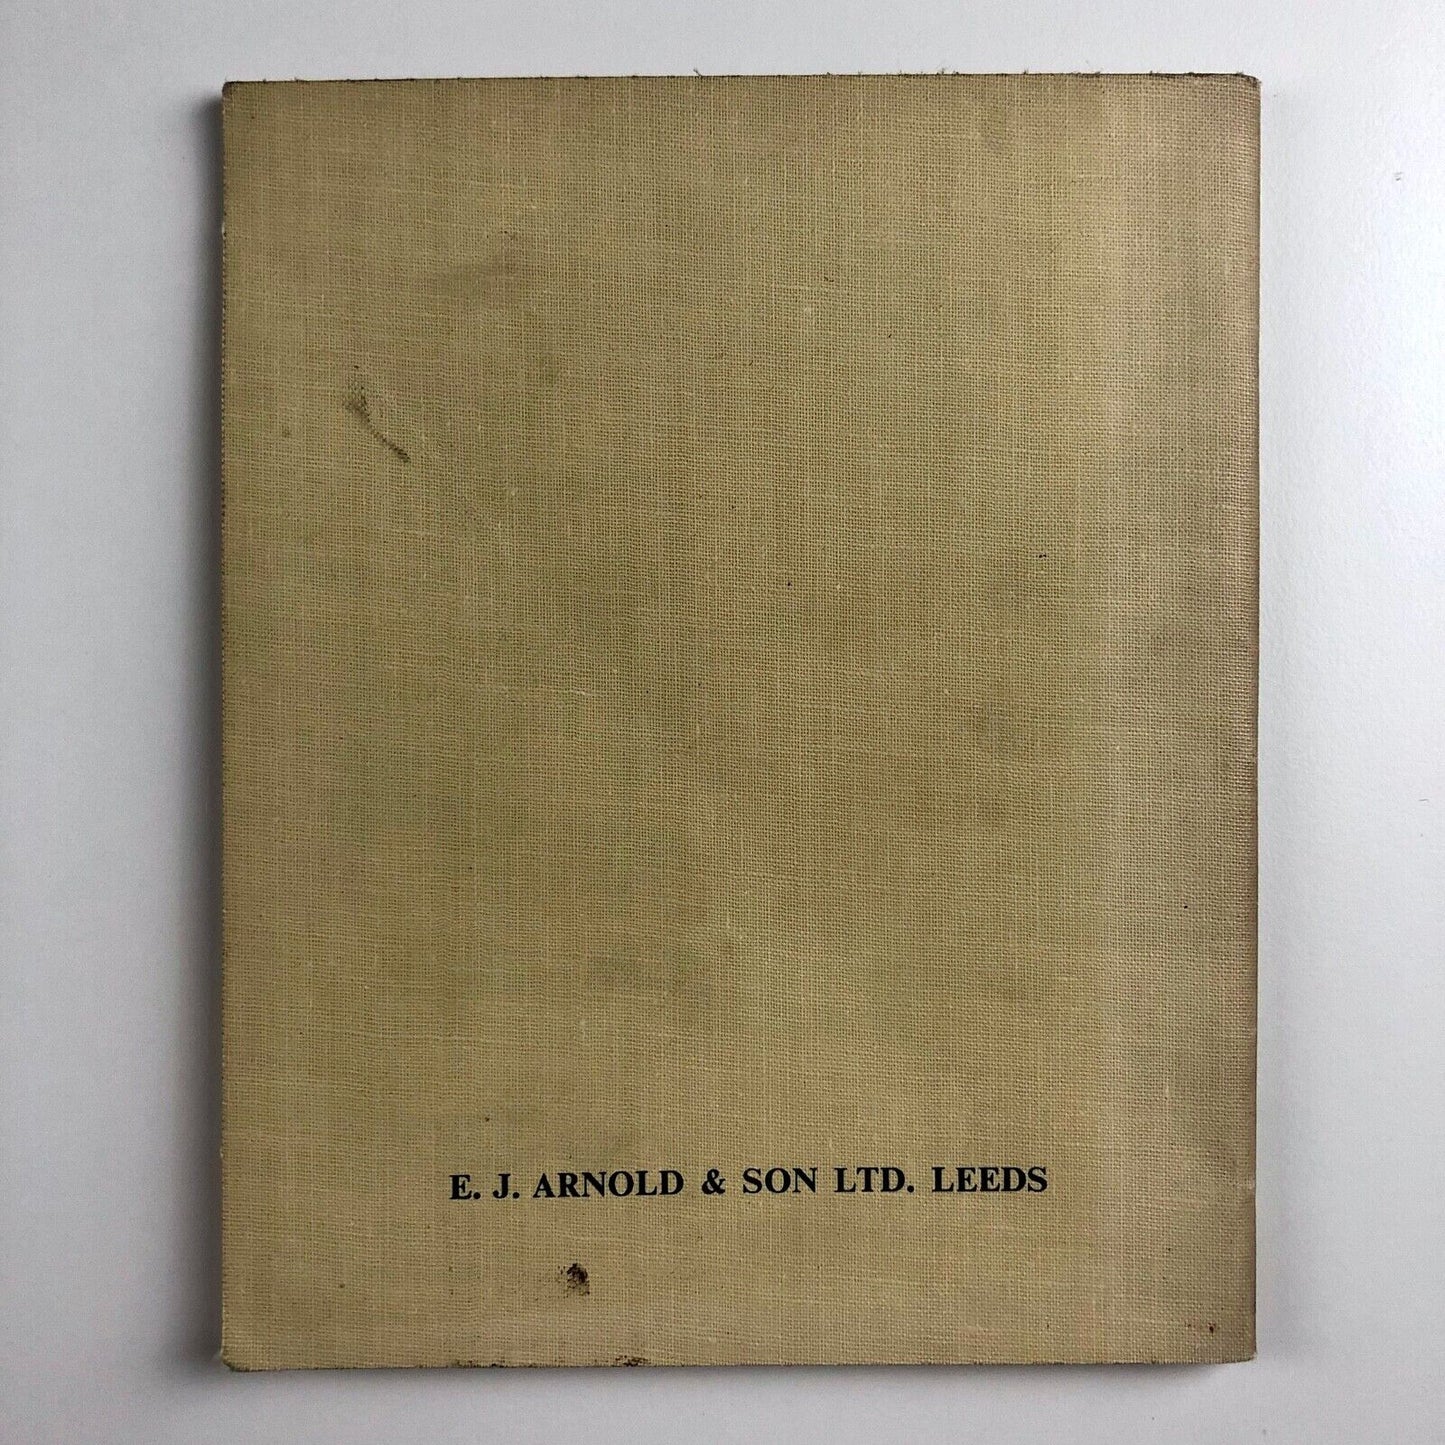 E. J. ARNOLD & SON LTD. LEEDS